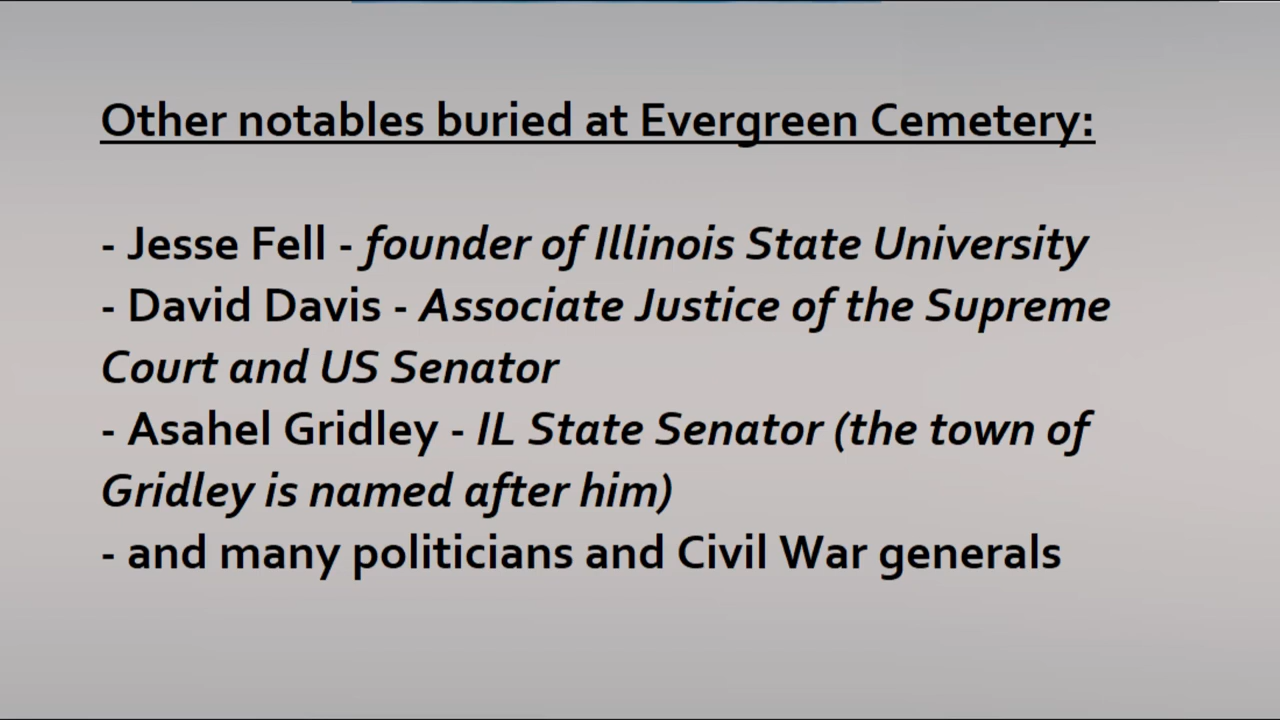 Other notables buried at Evergreen Cemetery:
- Jesse Fell - founder of Illinois State University
- David Davis - Associate Justice of the Supreme
Court and US Senator
- Asahel Gridley - IL State Senator (the town of
Gridley is named after him)
- and many politicians and Civil War generals